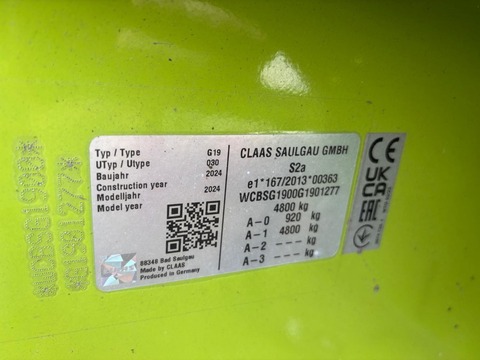 Typ / Type G19
UTyp / Utype 030
Baujahr 2024
Construction year
Modelljahr 2024
Model year
88348 Bad Saulgau
Made by CLAAS
Produced in Germany
CLAAS SAULGAU GMBH
S2a
e1*167/2013*00363
WCBSG1900G1901277
4800 kg
A-0 920 kg
A-1 4800 kg
A-2 --- kg
A-3 --- kg
CE
UK
CA
EAC